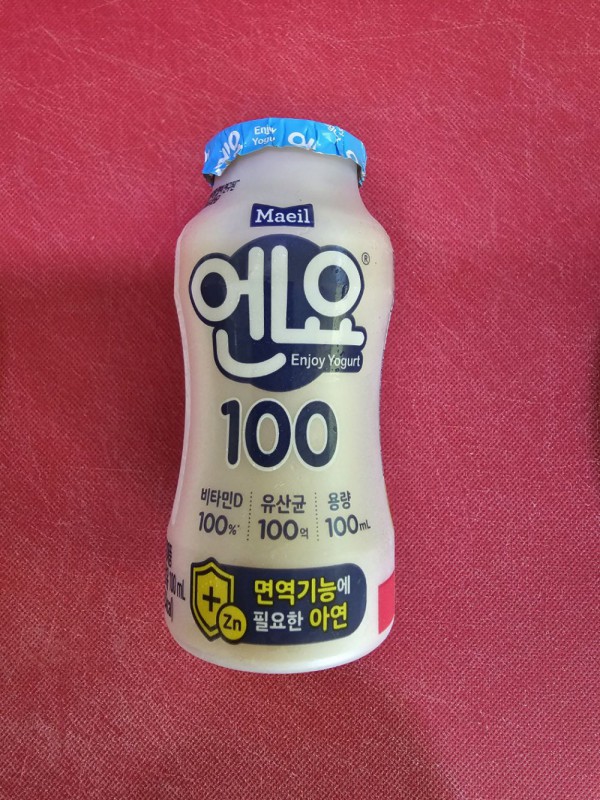 Enjoy
Maeil
엔요®
Enjoy Yogurt
100
비타민D 유산균 용량
100%* 100억 100mL
면역기능에
필요한 아연
Zn